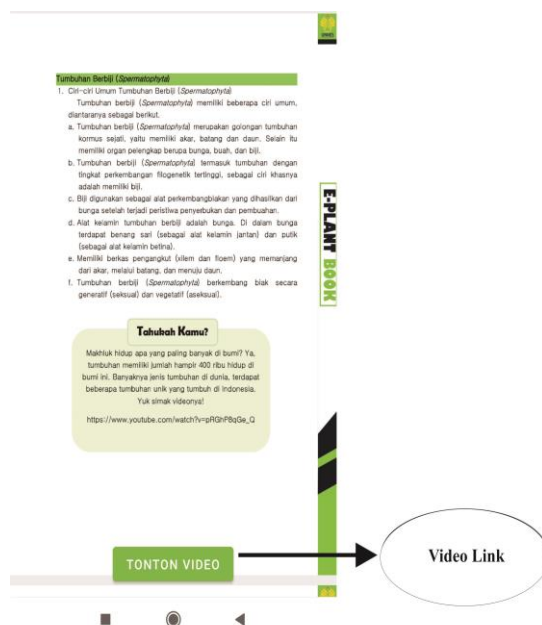 Tumbuhan Berbiji (Spermatophyta)
1. Ciri-ciri Umum Tumbuhan Berbiji (Spermatophyta)
Tumbuhan berbiji (Spermatophyta) memiliki beberapa ciri umum,
diantaranya sebagai berikut.
a. Tumbuhan berbiji (Spermatophyta) merupakan golongan tumbuhan
kormus sejati, yaitu memiliki akar, batang dan daun. Selain itu
memiliki organ pelengkap berupa bunga, buah, dan biji.
b. Tumbuhan berbiji (Spermatophyta) termasuk tumbuhan dengan
tingkat perkembangan filogenetik tertinggi, sebagai ciri khasnya
adalah memiliki biji.
c. Biji digunakan sebagai alat perkembangbiakan yang dihasilkan dari
bunga setelah terjadi peristiwa penyerbukan dan pembuahan.
d. Alat kelamin tumbuhan berbiji adalah bunga. Di dalam bunga
terdapat benang sari (sebagai alat kelamin jantan) dan putik
(sebagai alat kelamin betina).
e. Memiliki berkas pengangkut (xilem dan floem) yang memanjang
dari akar, melalui batang, dan menuju daun.
f. Tumbuhan berbiji (Spermatophyta) berkembang biak secara
generatif (seksual) dan vegetatif (aseksual).
Tahukah Kamu?
Makhluk hidup apa yang paling banyak di bumi? Ya,
tumbuhan memiliki jumlah hampir 400 ribu hidup di
bumi ini. Banyaknya jenis tumbuhan di dunia, terdapat
beberapa tumbuhan unik yang tumbuh di Indonesia.
Yuk simak videonya!
https://www.youtube.com/watch?v=pRGhP8qGe_Q
E-PLANT BOOK
TONTON VIDEO
Video Link